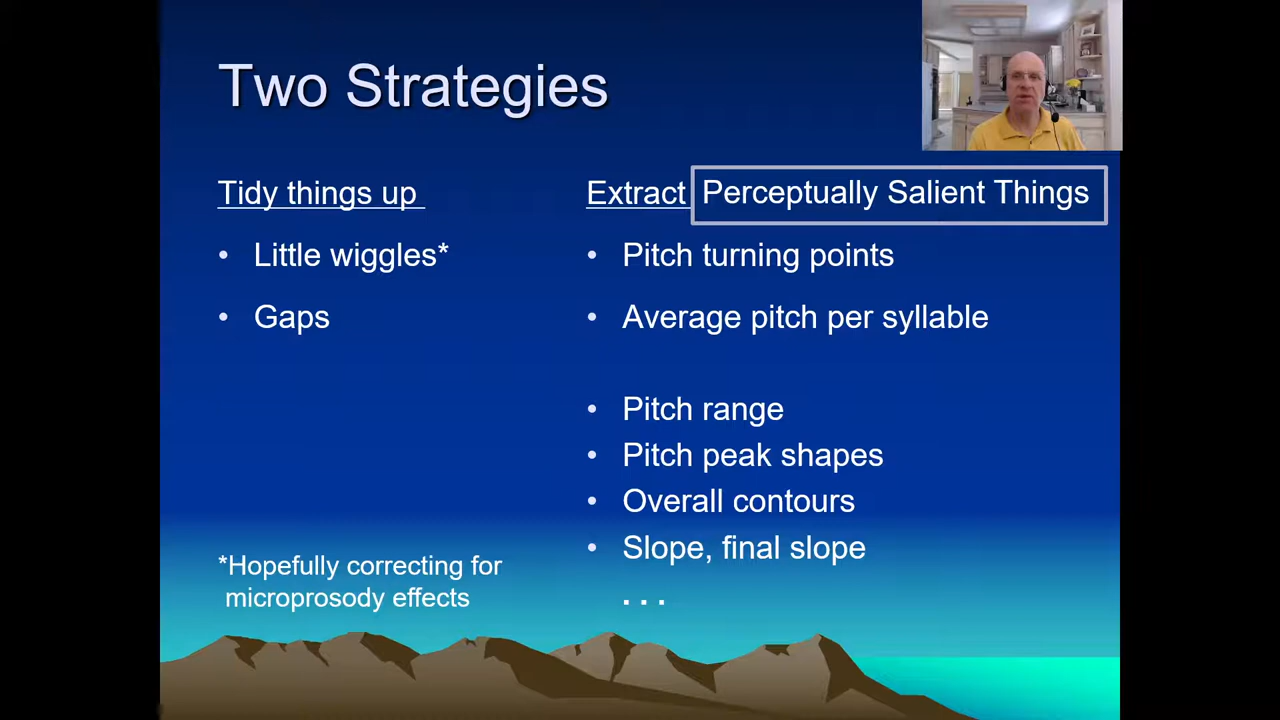 Two Strategies
Tidy things up
• Little wiggles*
• Gaps
*Hopefully correcting for
microprosody effects
Extract Perceptually Salient Things
• Pitch turning points
• Average pitch per syllable
• Pitch range
• Pitch peak shapes
• Overall contours
• Slope, final slope
. . .